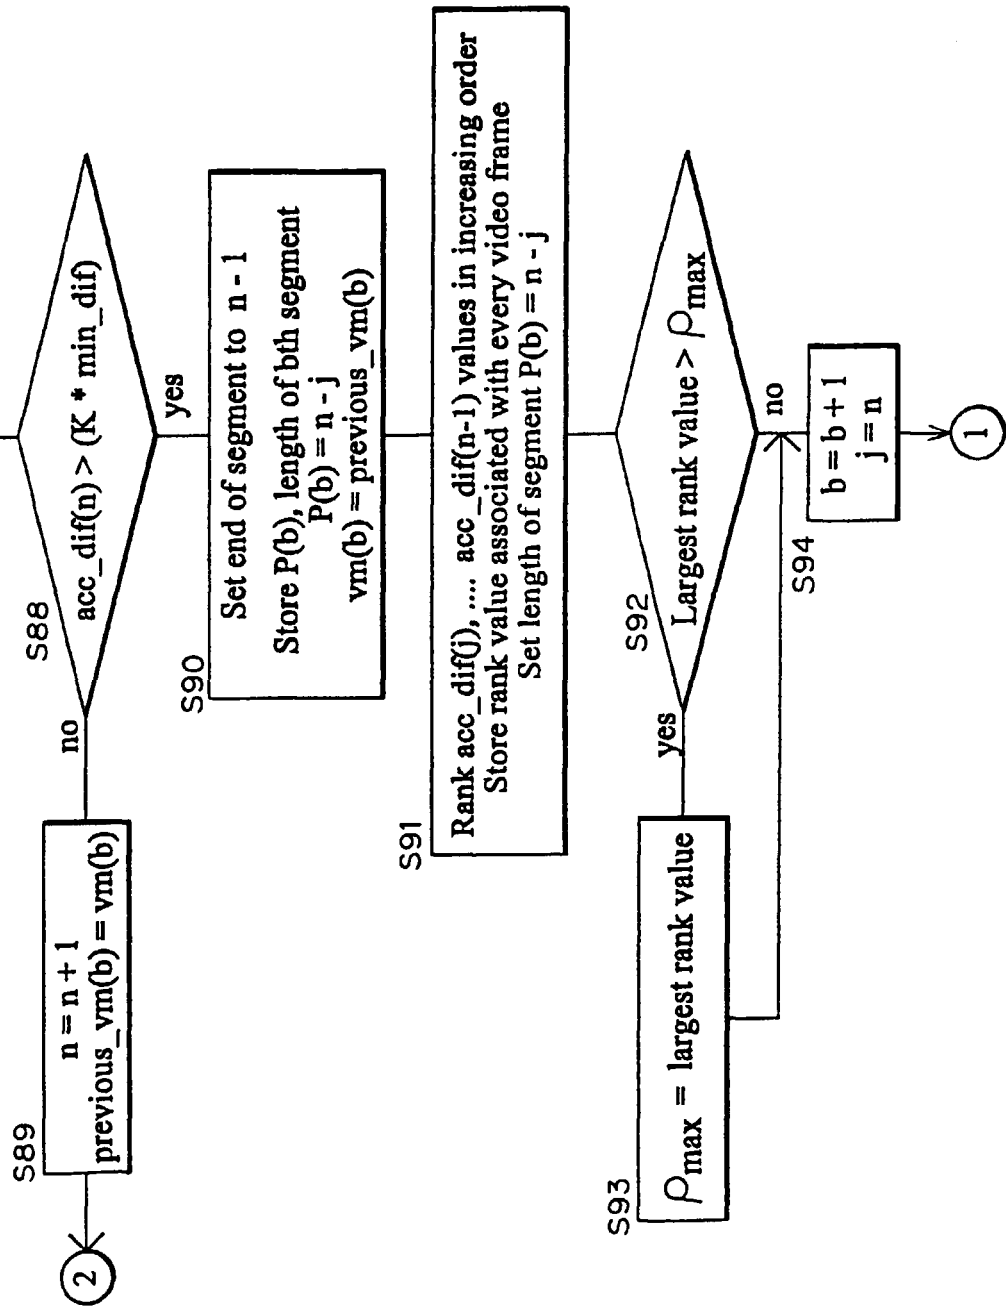 S88
acc_dif(n) > (K * min_dif)
no
yes
S89
n = n + 1
previous_vm(b) = vm(b)
2
S90
Set end of segment to n - 1
Store P(b), length of bth segment
P(b) = n - j
vm(b) = previous_vm(b)
S91
Rank acc_dif(j), .... acc_dif(n-1) values in increasing order
Store rank value associated with every video frame
Set length of segment P(b) = n - j
S92
Largest rank value > ρmax
yes
no
S93
ρmax = largest rank value
S94
b = b + 1
j = n
1